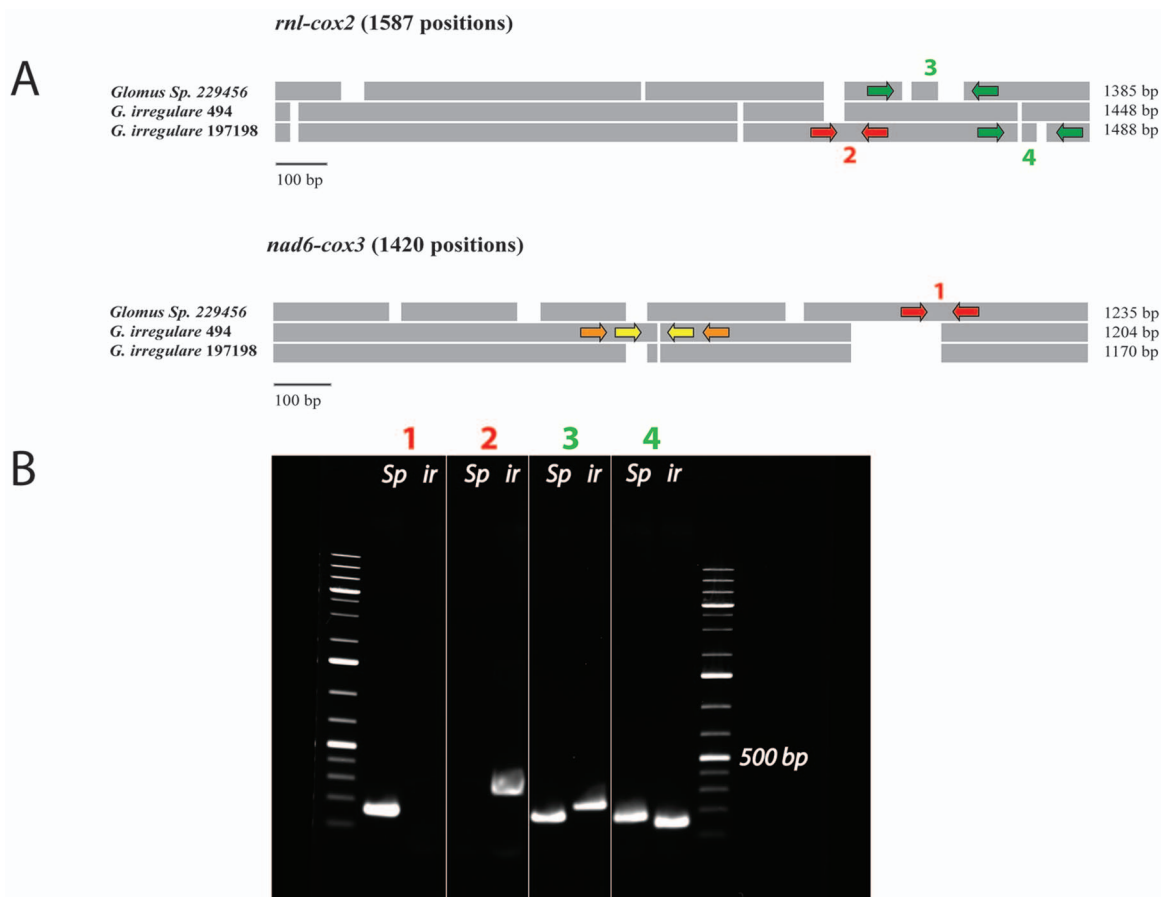 rnl-cox2 (1587 positions)
A
3
Glomus Sp. 229456 1385 bp
G. irregulare 494 1448 bp
G. irregulare 197198 1488 bp
2 4
100 bp
nad6-cox3 (1420 positions)
1
Glomus Sp. 229456 1235 bp
G. irregulare 494 1204 bp
G. irregulare 197198 1170 bp
100 bp
1 2 3 4
B
Sp ir Sp ir Sp ir Sp ir
500 bp